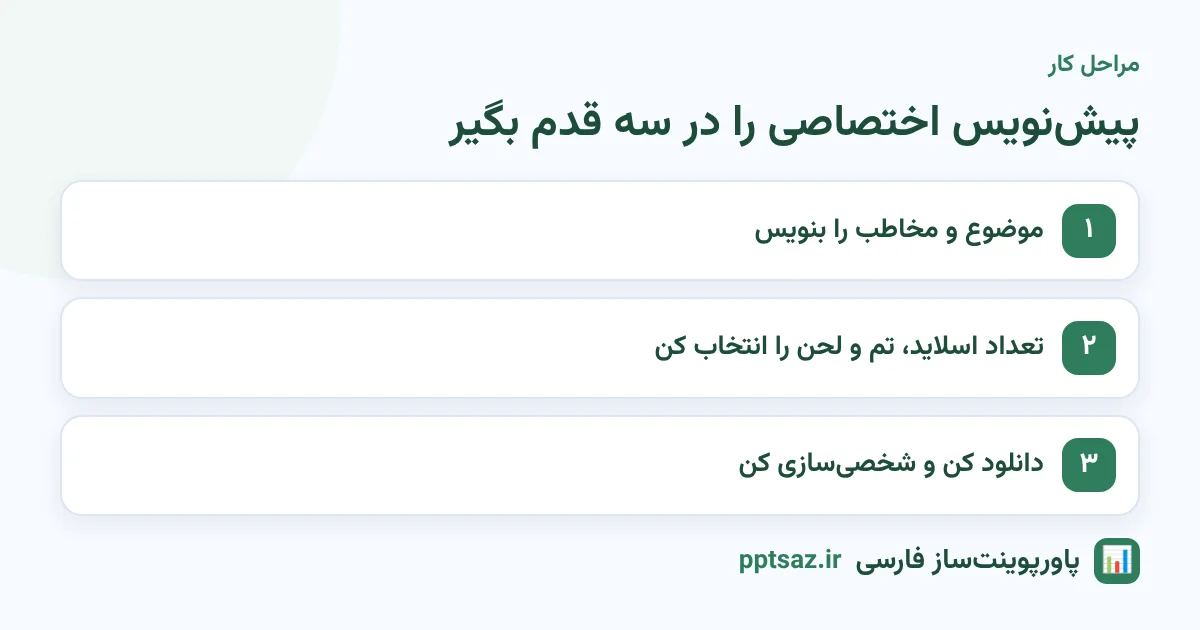 مراحل کار
پیش‌نویس اختصاصی را در سه قدم بگیر
۱ موضوع و مخاطب را بنویس
۲ تعداد اسلاید، تم و لحن را انتخاب کن
۳ دانلود کن و شخصی‌سازی کن
پاورپوینت‌ساز فارسی pptsaz.ir